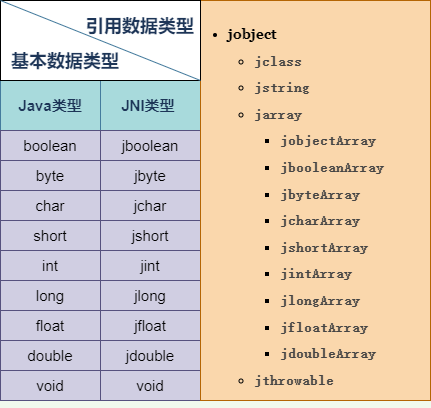 引用数据类型
基本数据类型
Java类型 JNI类型
boolean jboolean
byte jbyte
char jchar
short jshort
int jint
long jlong
float jfloat
double jdouble
void void
jobject
jclass
jstring
jarray
jobjectArray
jbooleanArray
jbyteArray
jcharArray
jshortArray
jintArray
jlongArray
jfloatArray
jdoubleArray
jthrowable